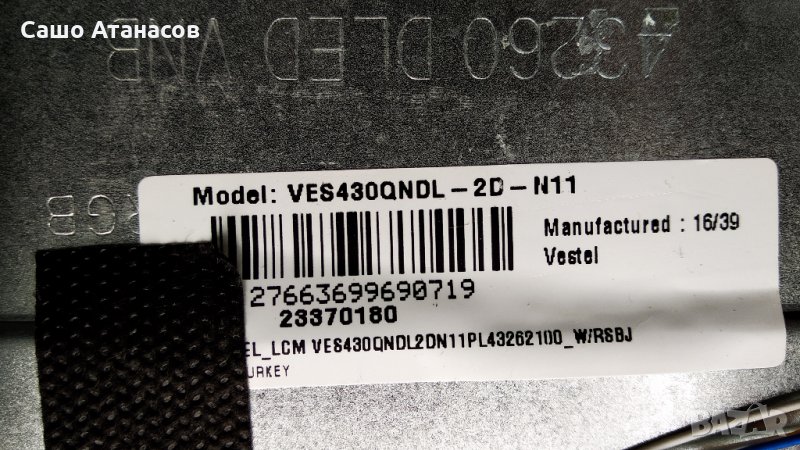 Сашо Атанасов
43260 DLED VNB
Model: VES430QNDL-2D-N11
Manufactured : 16/39
Vestel
27663699690719
23370180
EL_LCM VES430QNDL2DN11PL43262100_W/RSBJ
URKEY
BAZAR